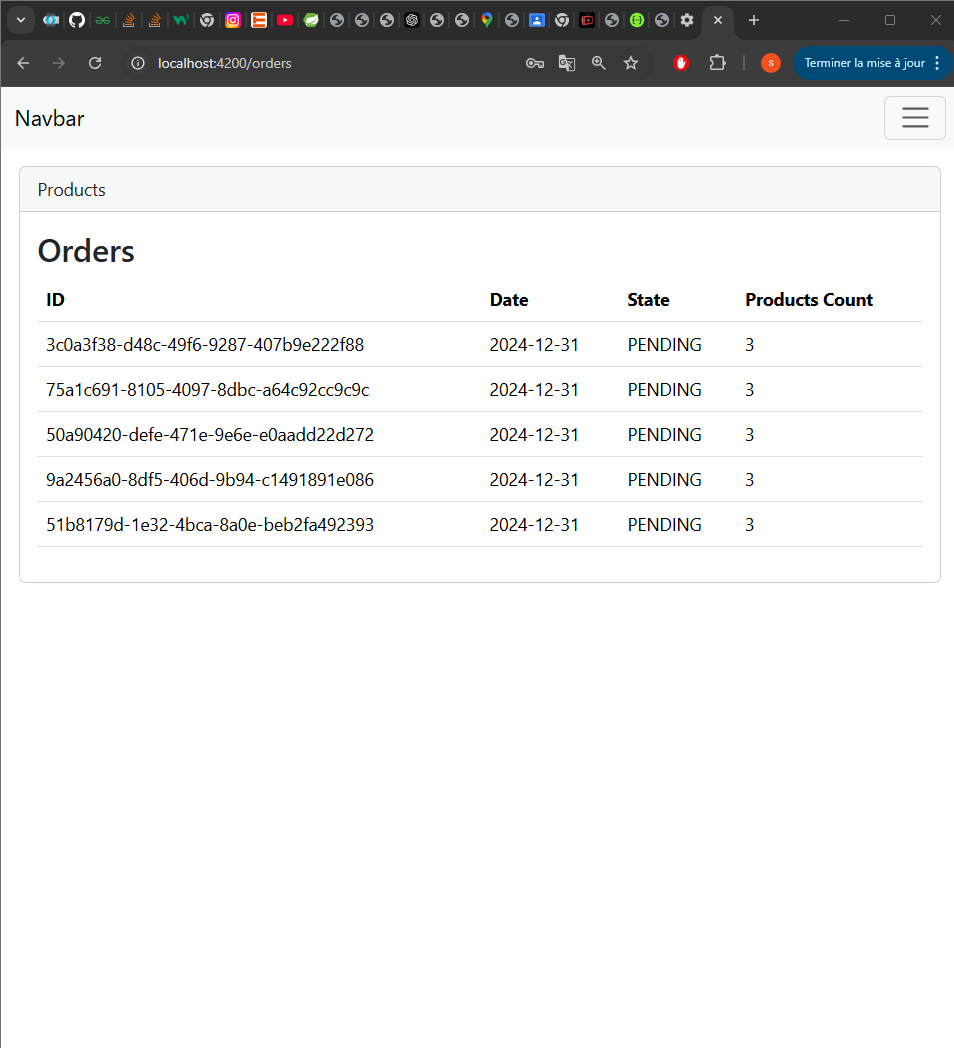 localhost:4200/orders
S
Terminer la mise à jour
Navbar
Products
Orders
ID Date State Products Count
3c0a3f38-d48c-49f6-9287-407b9e222f88 2024-12-31 PENDING 3
75a1c691-8105-4097-8dbc-a64c92cc9c9c 2024-12-31 PENDING 3
50a90420-defe-471e-9e6e-e0aadd22d272 2024-12-31 PENDING 3
9a2456a0-8df5-406d-9b94-c1491891e086 2024-12-31 PENDING 3
51b8179d-1e32-4bca-8a0e-beb2fa492393 2024-12-31 PENDING 3